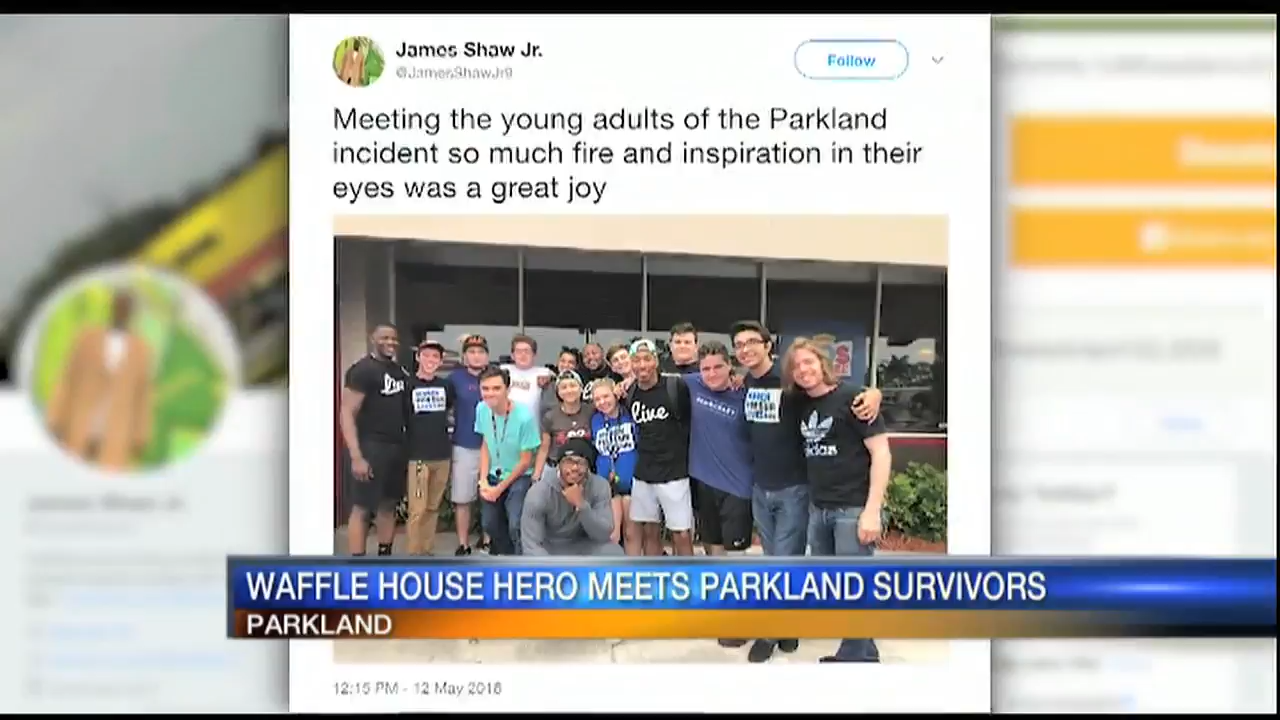 James Shaw Jr.
@JamesShawJr9
Follow
Meeting the young adults of the Parkland
incident so much fire and inspiration in their
eyes was a great joy
live
adidas
WAFFLE HOUSE HERO MEETS PARKLAND SURVIVORS
PARKLAND
12:15 PM - 12 May 2018